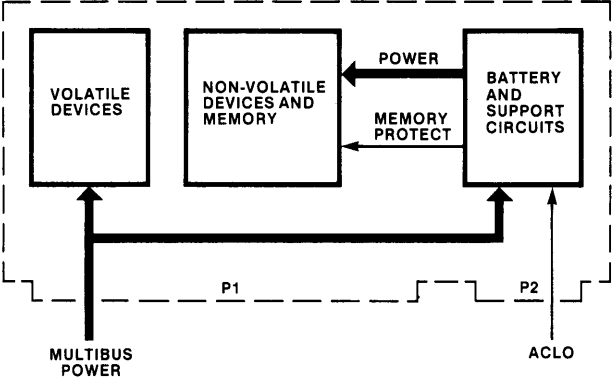 VOLATILE
DEVICES
NON-VOLATILE
DEVICES AND
MEMORY
POWER
MEMORY
PROTECT
BATTERY
AND
SUPPORT
CIRCUITS
P1
P2
MULTIBUS
POWER
ACLO